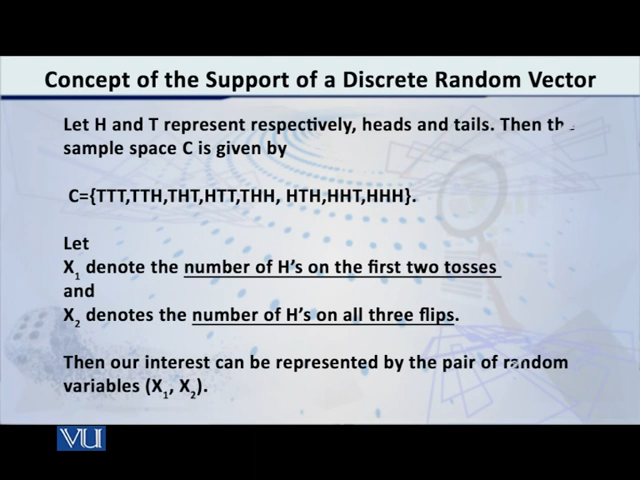 Concept of the Support of a Discrete Random Vector
Let H and T represent respectively, heads and tails. Then the
sample space C is given by
C={TTT,TTH,THT,HTT,THH, HTH,HHT,HHH}.
Let
X₁ denote the number of H's on the first two tosses
and
X₂ denotes the number of H's on all three flips.
Then our interest can be represented by the pair of random
variables (X₁, X₂).
VU